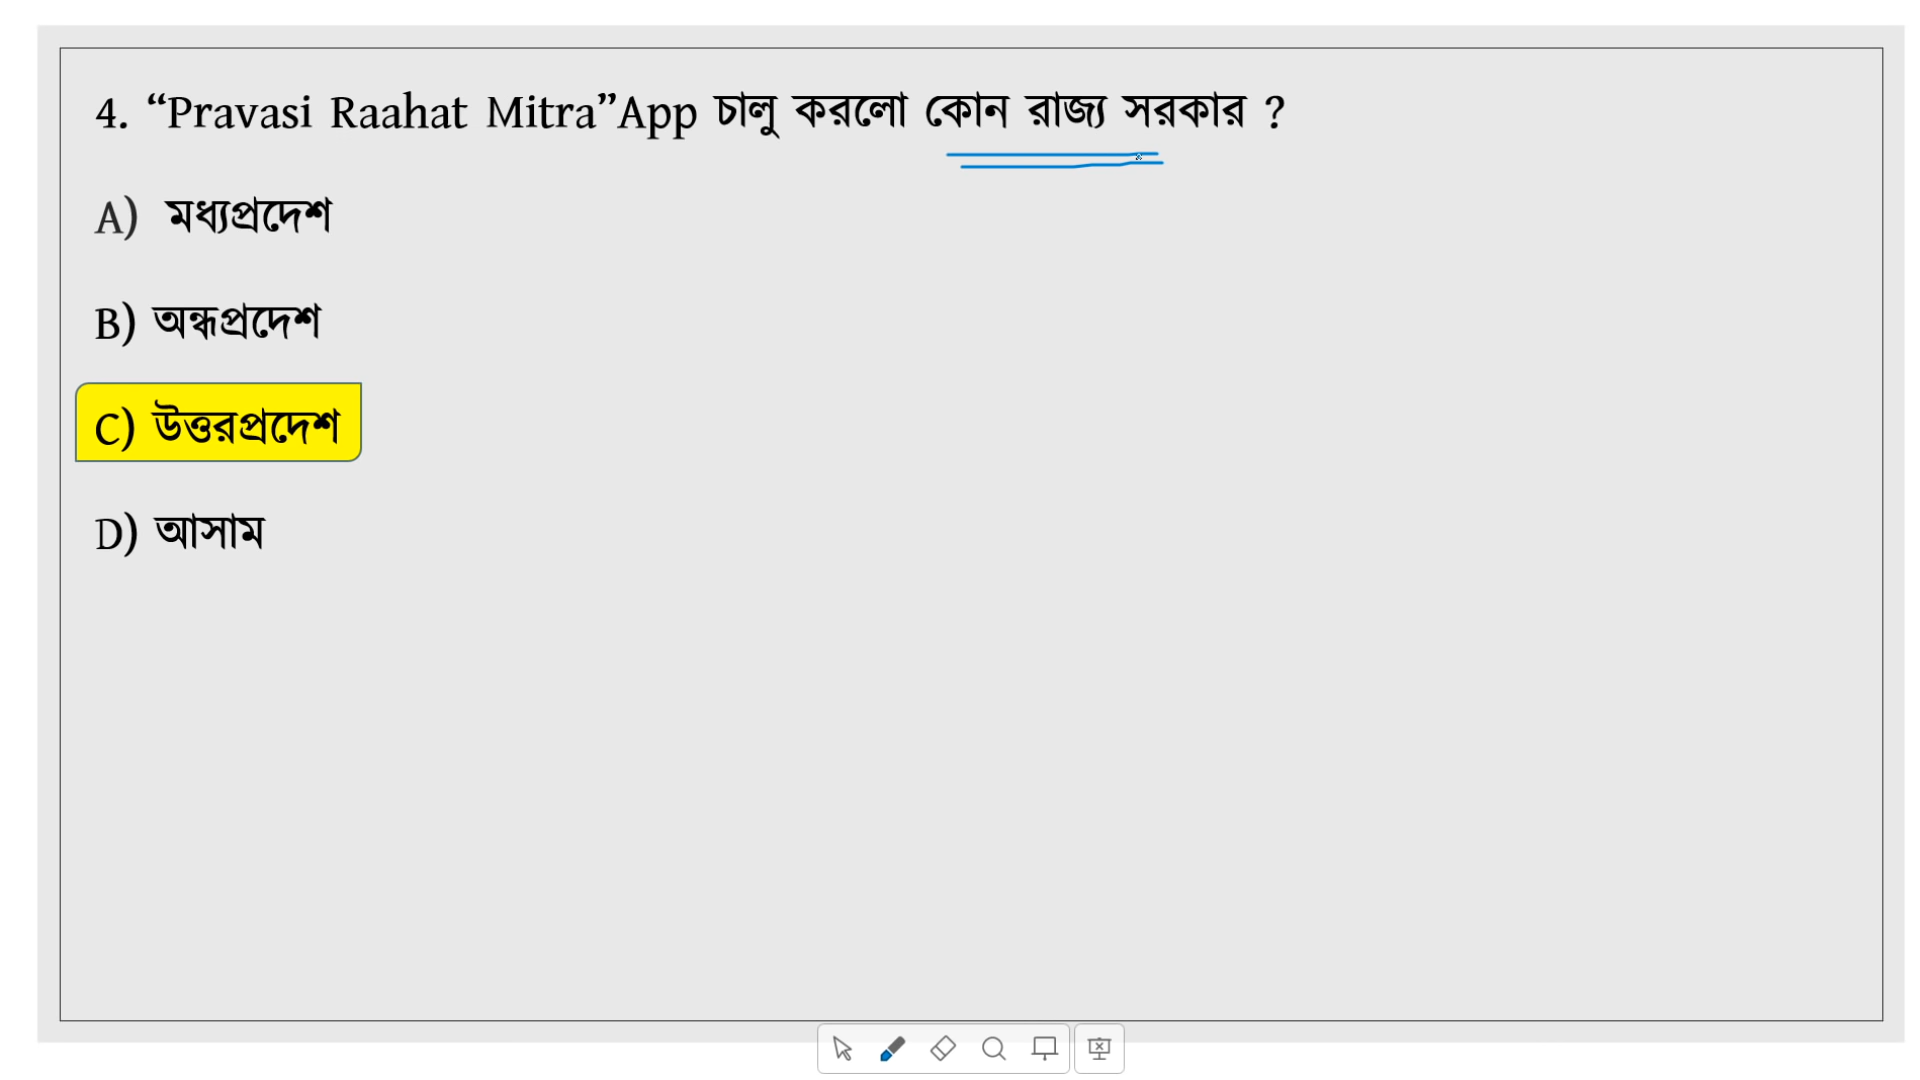 4. “Pravasi Raahat Mitra”App চালু করলো কোন রাজ্য সরকার ?
A) মধ্যপ্রদেশ
B) অন্ধপ্রদেশ
C) উত্তরপ্রদেশ
D) আসাম